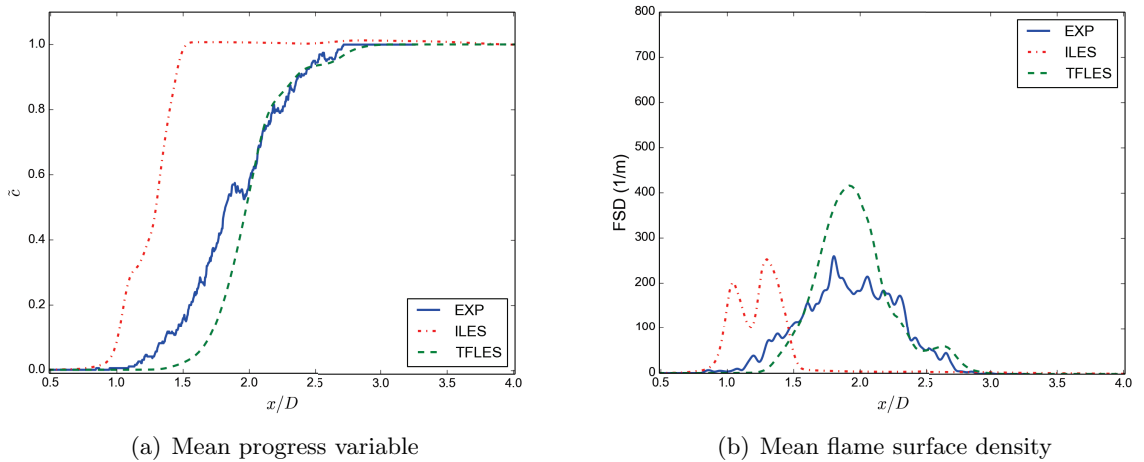 1.0
0.8
0.6
0.4
0.2
0.0
c̃
0.5 1.0 1.5 2.0 2.5 3.0 3.5 4.0
x/D
EXP
ILES
TFLES
(a) Mean progress variable
800
700
600
500
400
300
200
100
0
FSD (1/m)
0.5 1.0 1.5 2.0 2.5 3.0 3.5 4.0
x/D
EXP
ILES
TFLES
(b) Mean flame surface density